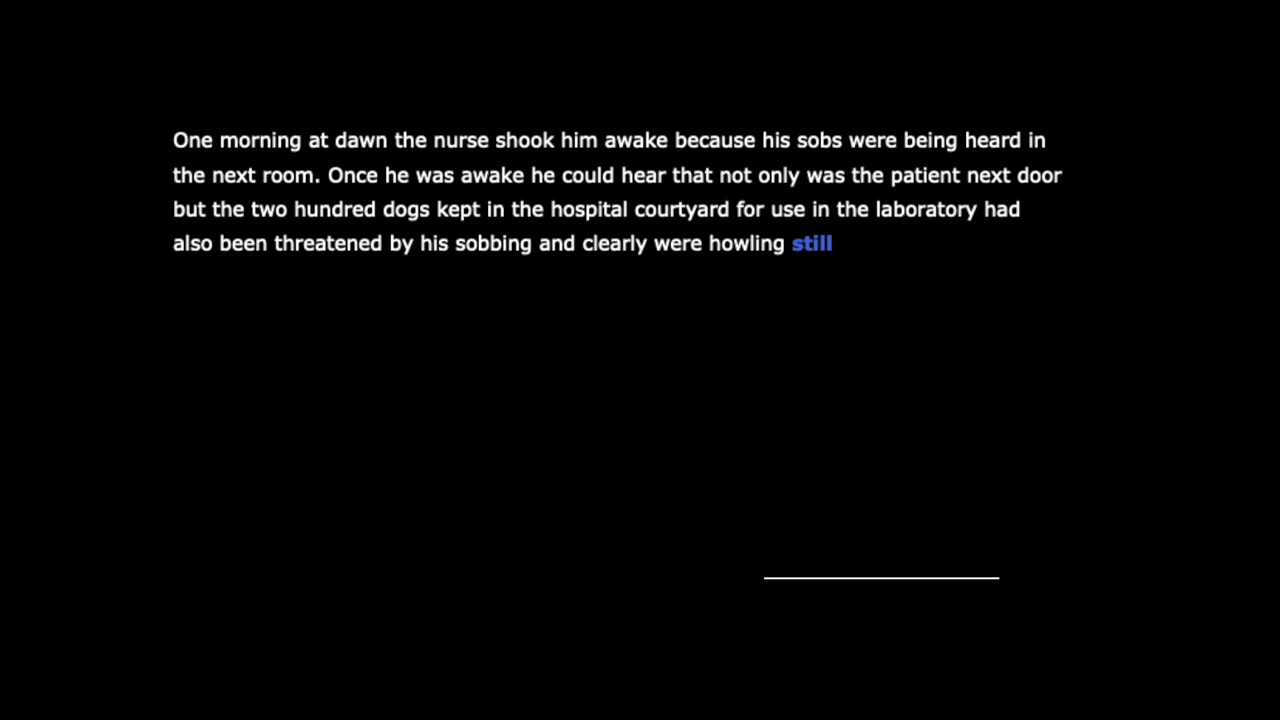 One morning at dawn the nurse shook him awake because his sobs were being heard in
the next room. Once he was awake he could hear that not only was the patient next door
but the two hundred dogs kept in the hospital courtyard for use in the laboratory had
also been threatened by his sobbing and clearly were howling still